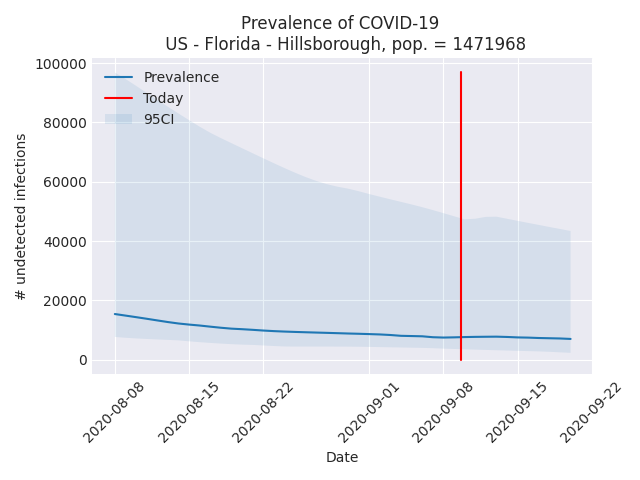 Prevalence of COVID-19
US - Florida - Hillsborough, pop. = 1471968
100000
80000
60000
40000
20000
0
# undetected infections
Prevalence
Today
95CI
2020-08-08
2020-08-15
2020-08-22
2020-09-01
2020-09-08
2020-09-15
2020-09-22
Date